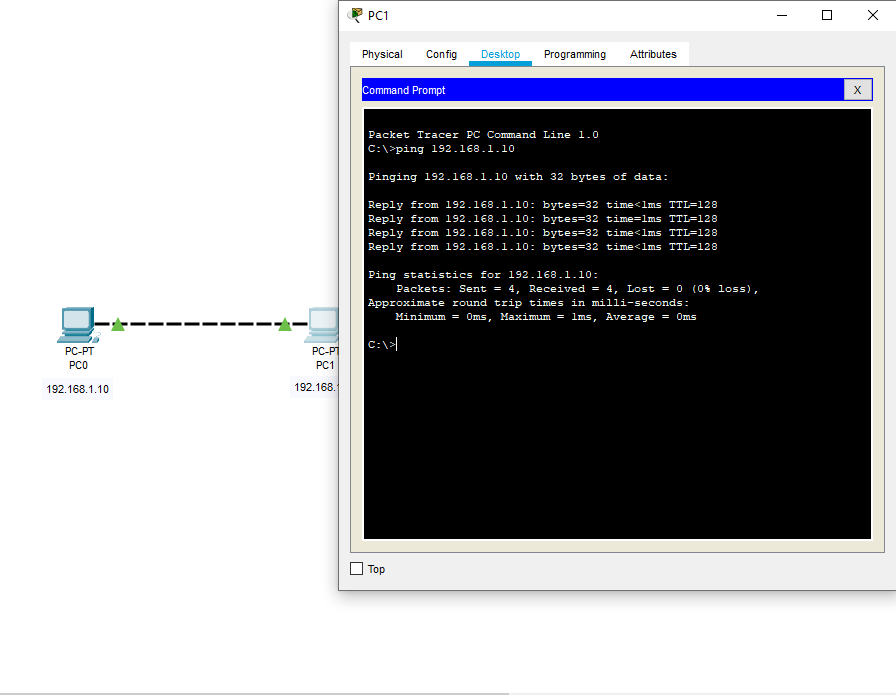 PC1
Physical Config Desktop Programming Attributes
Command Prompt X
Packet Tracer PC Command Line 1.0
C:\>ping 192.168.1.10
Pinging 192.168.1.10 with 32 bytes of data:
Reply from 192.168.1.10: bytes=32 time<1ms TTL=128
Reply from 192.168.1.10: bytes=32 time=1ms TTL=128
Reply from 192.168.1.10: bytes=32 time<1ms TTL=128
Reply from 192.168.1.10: bytes=32 time<1ms TTL=128
Ping statistics for 192.168.1.10:
Packets: Sent = 4, Received = 4, Lost = 0 (0% loss),
Approximate round trip times in milli-seconds:
Minimum = 0ms, Maximum = 1ms, Average = 0ms
C:\>
Top
PC-PT
PC0
192.168.1.10
PC-PT
PC1